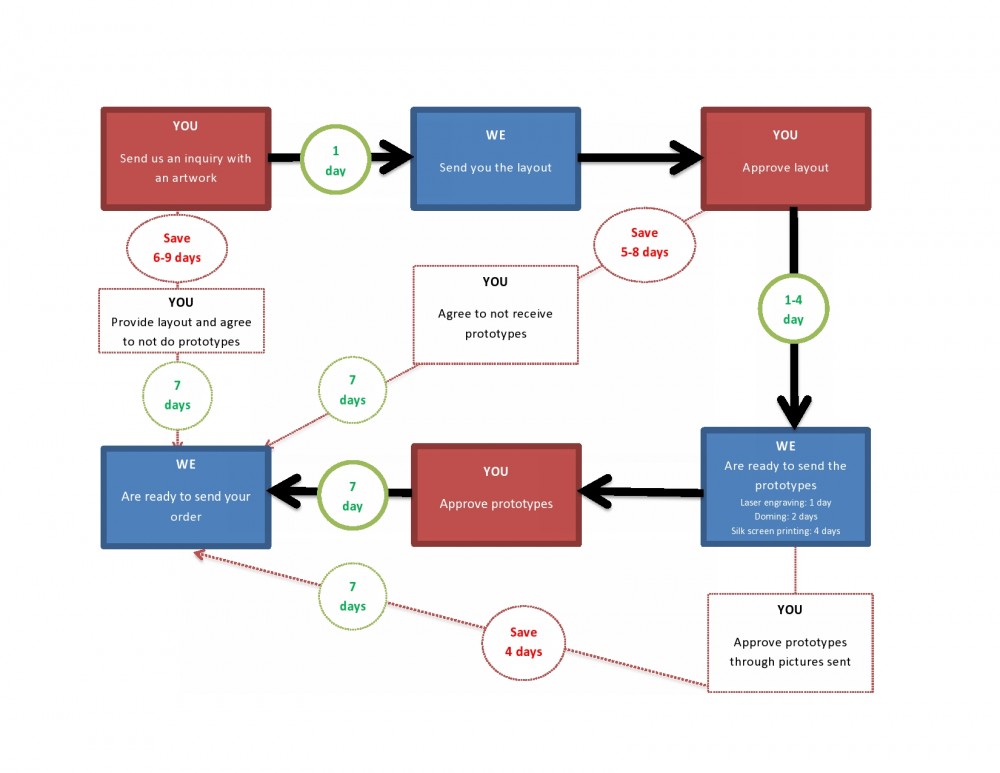 YOU
Send us an inquiry with
an artwork
1
day
WE
Send you the layout
YOU
Approve layout
Save
6-9 days
Save
5-8 days
YOU
Provide layout and agree
to not do prototypes
YOU
Agree to not receive
prototypes
1-4
day
7
days
7
days
WE
Are ready to send your
order
7
day
YOU
Approve prototypes
WE
Are ready to send the
prototypes
Laser engraving: 1 day
Doming: 2 days
Silk screen printing: 4 days
7
days
Save
4 days
YOU
Approve prototypes
through pictures sent